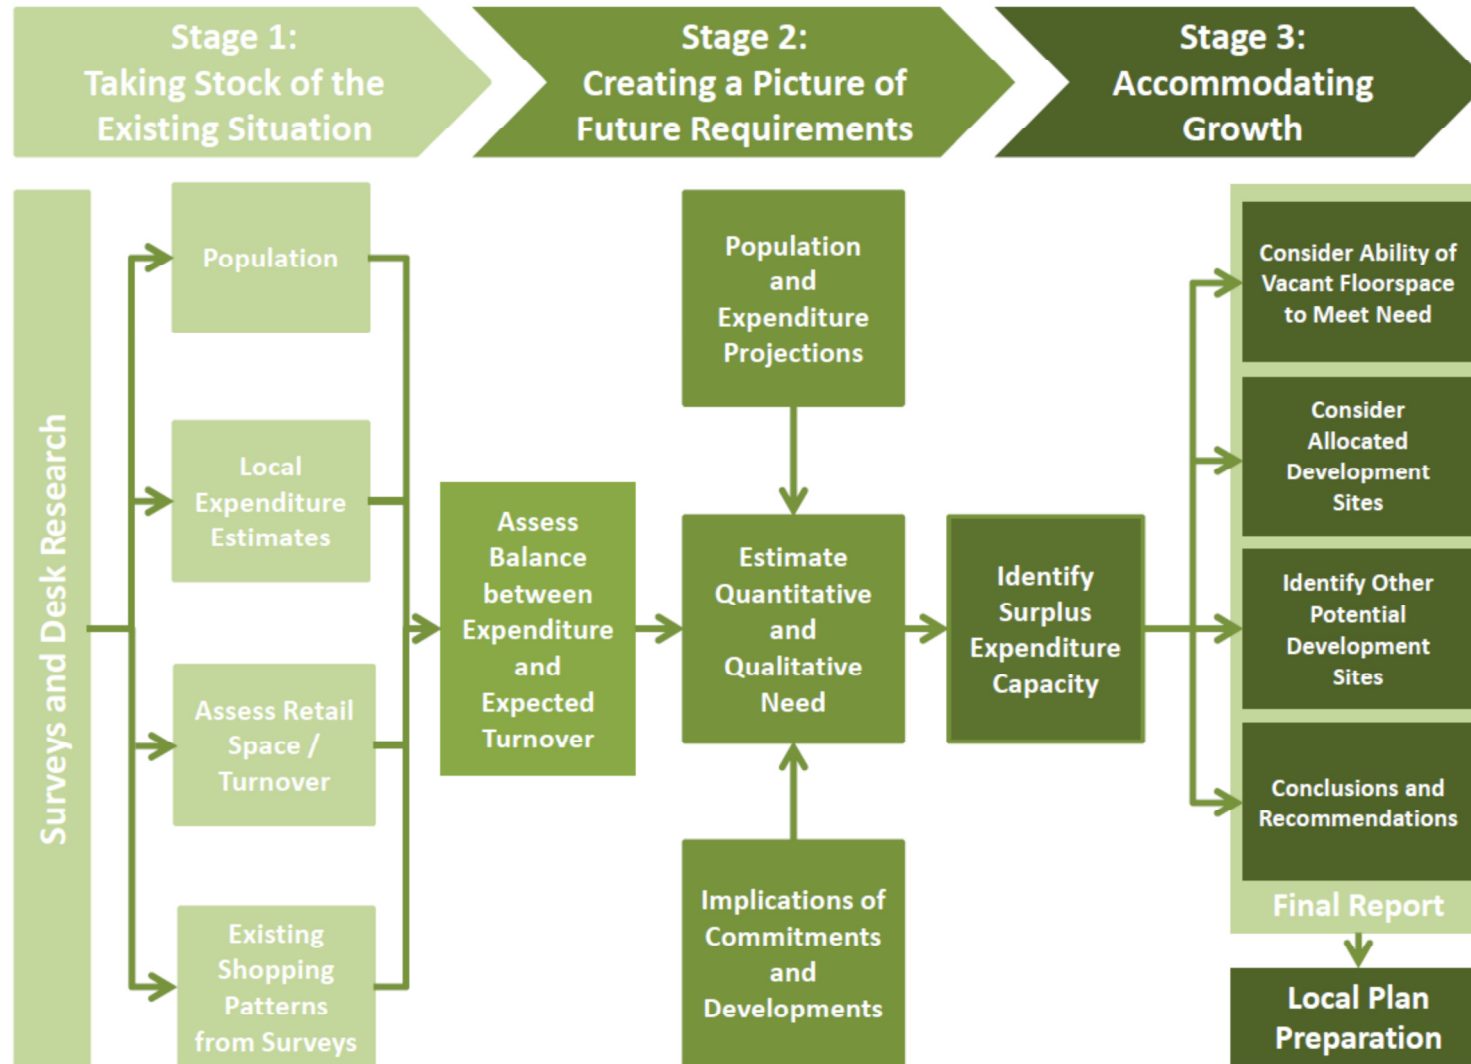 Stage 1:
Taking Stock of the
Existing Situation
Stage 2:
Creating a Picture of
Future Requirements
Stage 3:
Accommodating
Growth
Surveys and Desk Research
Population
Local
Expenditure
Estimates
Assess Retail
Space /
Turnover
Existing
Shopping
Patterns
from Surveys
Assess
Balance
between
Expenditure
and
Expected
Turnover
Population
and
Expenditure
Projections
Estimate
Quantitative
and
Qualitative
Need
Implications of
Commitments
and
Developments
Identify
Surplus
Expenditure
Capacity
Consider Ability of
Vacant Floorspace
to Meet Need
Consider
Allocated
Development
Sites
Identify Other
Potential
Development
Sites
Conclusions and
Recommendations
Final Report
Local Plan
Preparation